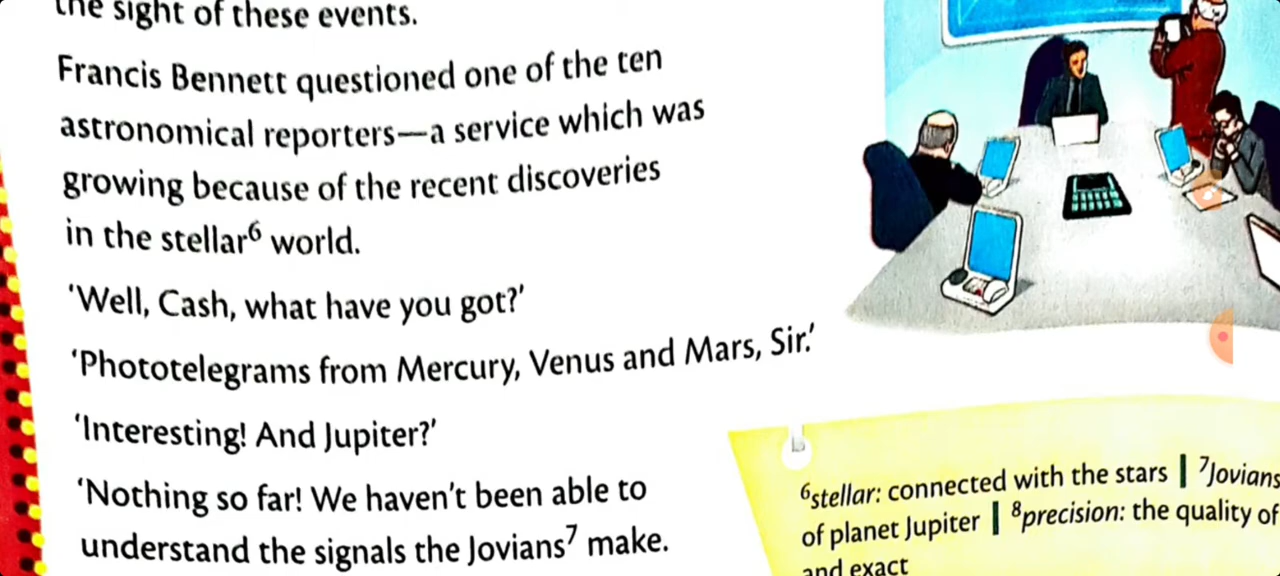 the sight of these events.
Francis Bennett questioned one of the ten
astronomical reporters—a service which was
growing because of the recent discoveries
in the stellar⁶ world.
‘Well, Cash, what have you got?’
‘Phototelegrams from Mercury, Venus and Mars, Sir.’
‘Interesting! And Jupiter?’
‘Nothing so far! We haven’t been able to
understand the signals the Jovians⁷ make.
⁶stellar: connected with the stars | ⁷Jovians
of planet Jupiter | ⁸precision: the quality of
and exact